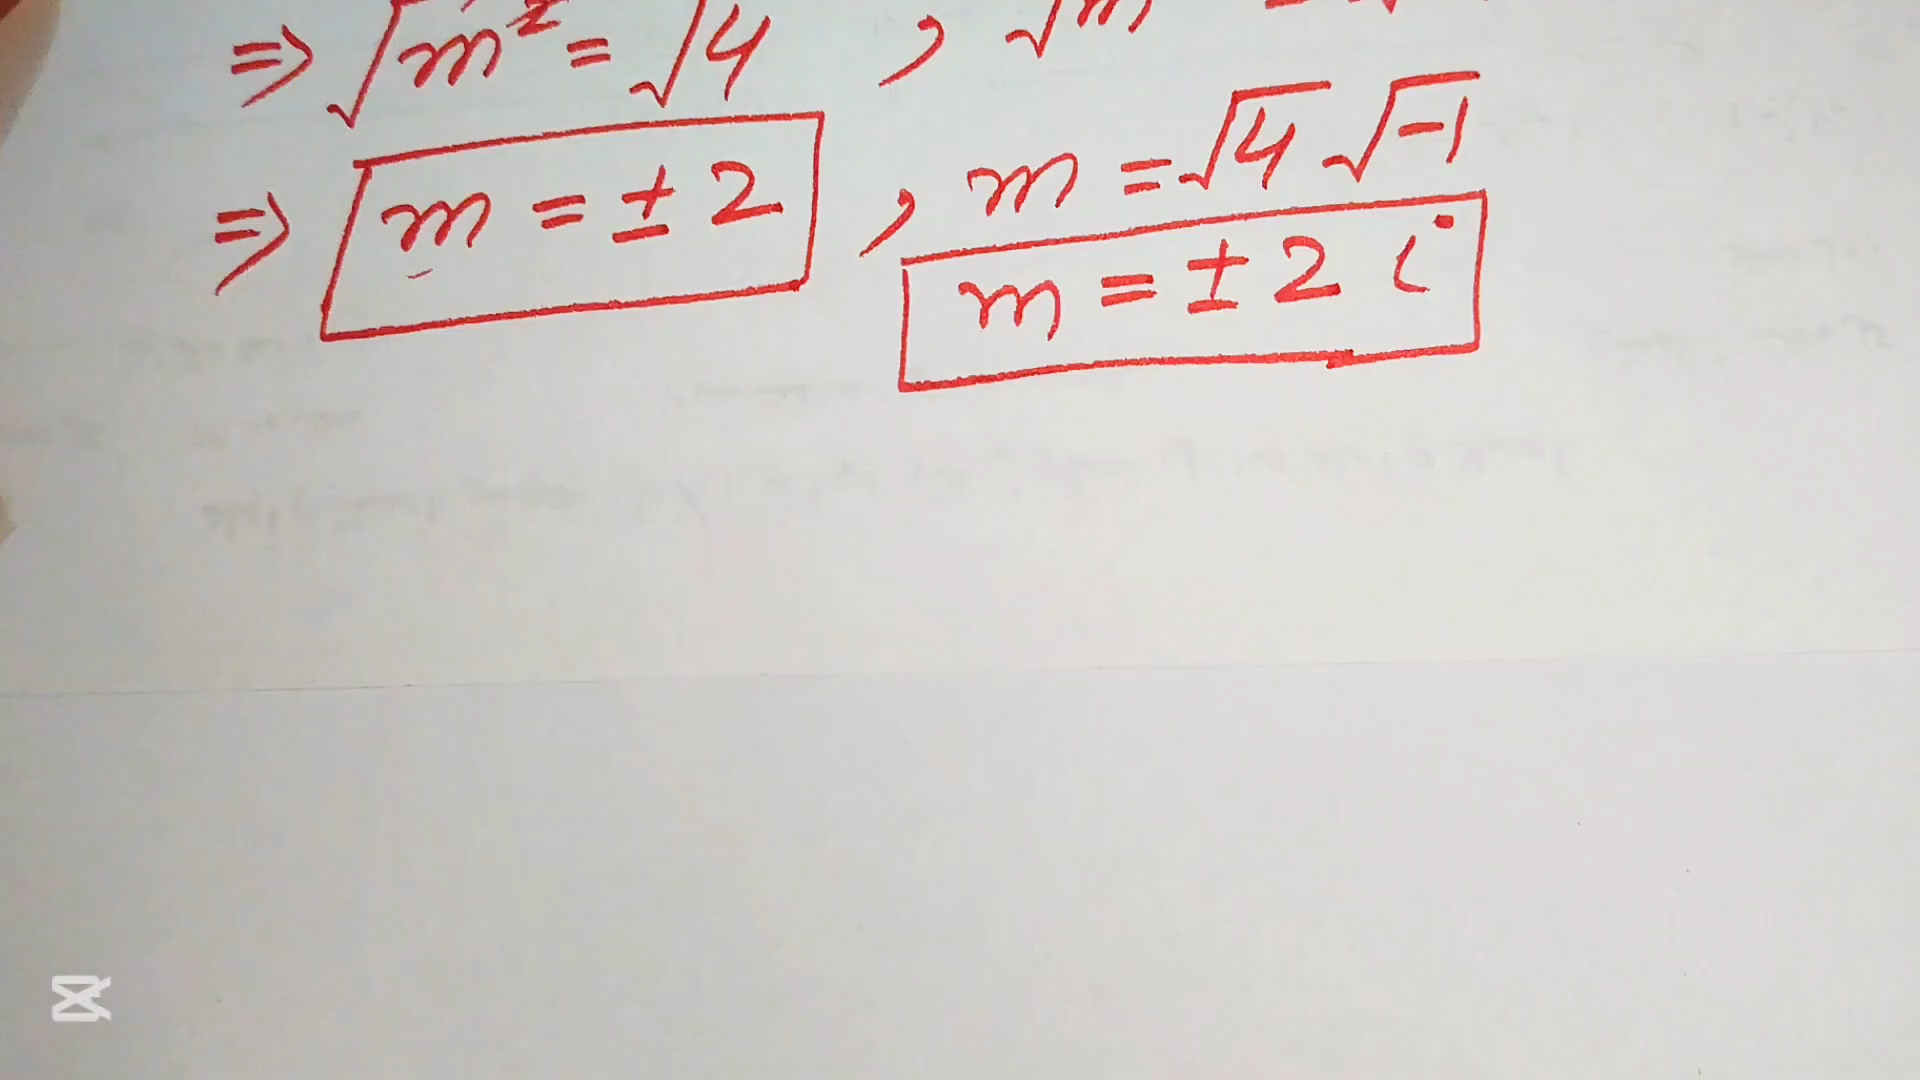 => √m² = √4 , √m
=> m = ± 2 , m = √4 √-1
m = ± 2 i